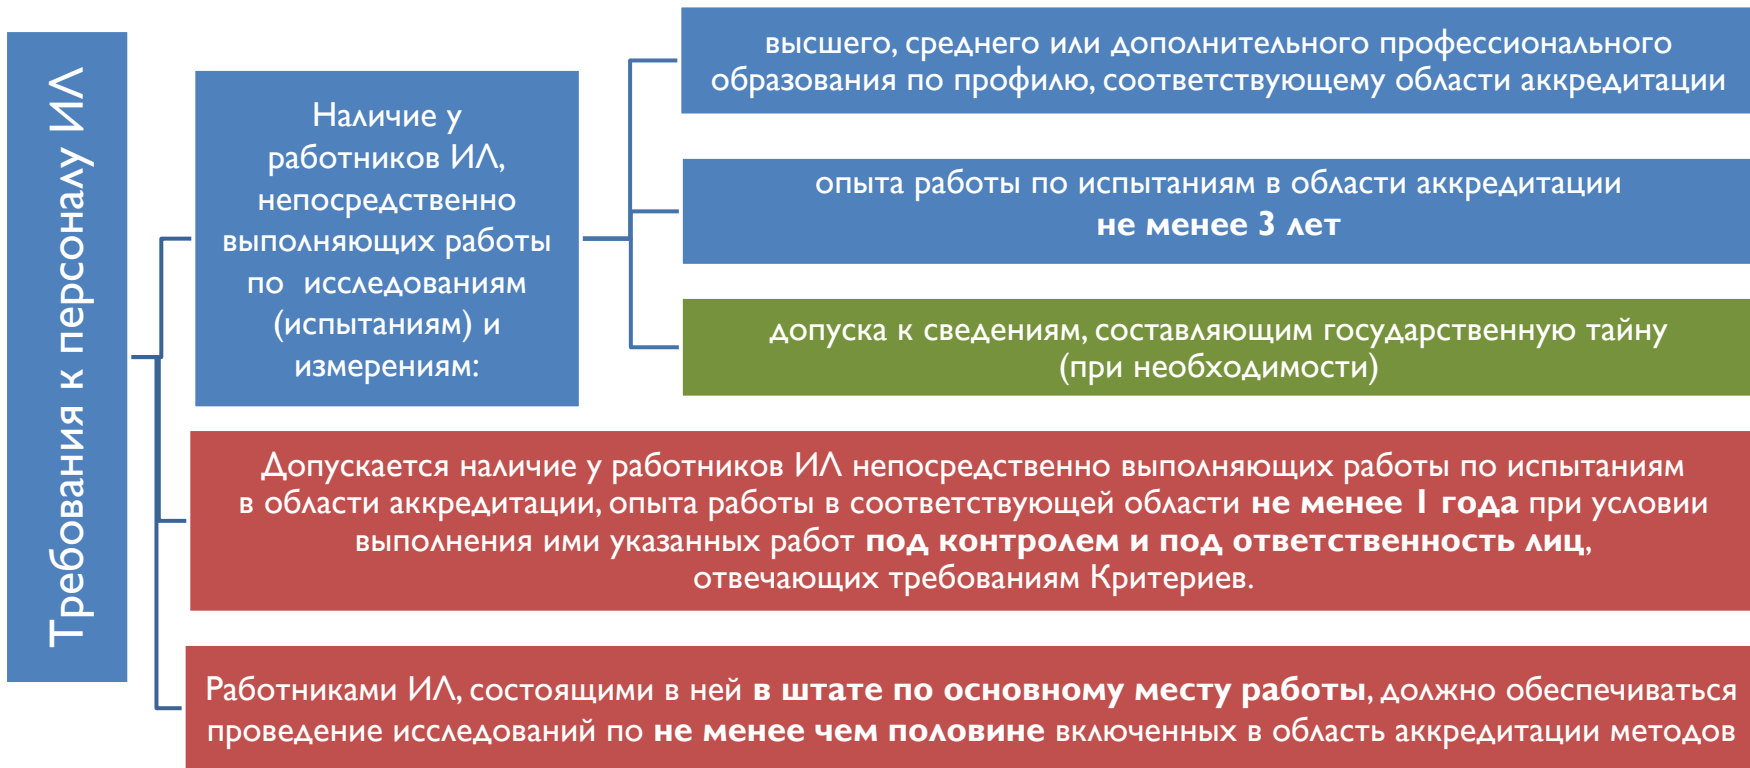 Требования к персоналу ИЛ
Наличие у
работников ИЛ,
непосредственно
выполняющих работы
по исследованиям
(испытаниям) и
измерениям:
высшего, среднего или дополнительного профессионального
образования по профилю, соответствующему области аккредитации
опыта работы по испытаниям в области аккредитации
не менее 3 лет
допуска к сведениям, составляющим государственную тайну
(при необходимости)
Допускается наличие у работников ИЛ непосредственно выполняющих работы по испытаниям
в области аккредитации, опыта работы в соответствующей области не менее 1 года при условии
выполнения ими указанных работ под контролем и под ответственность лиц,
отвечающих требованиям Критериев.
Работниками ИЛ, состоящими в ней в штате по основному месту работы, должно обеспечиваться
проведение исследований по не менее чем половине включенных в область аккредитации методов